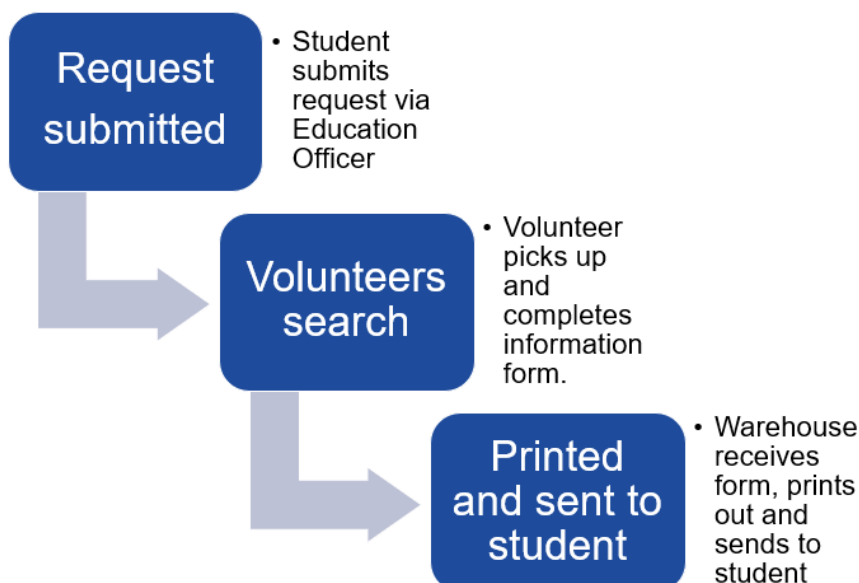 Request
submitted
• Student
submits
request via
Education
Officer
Volunteers
search
• Volunteer
picks up
and
completes
information
form.
Printed
and sent to
student
• Warehouse
receives
form, prints
out and
sends to
student